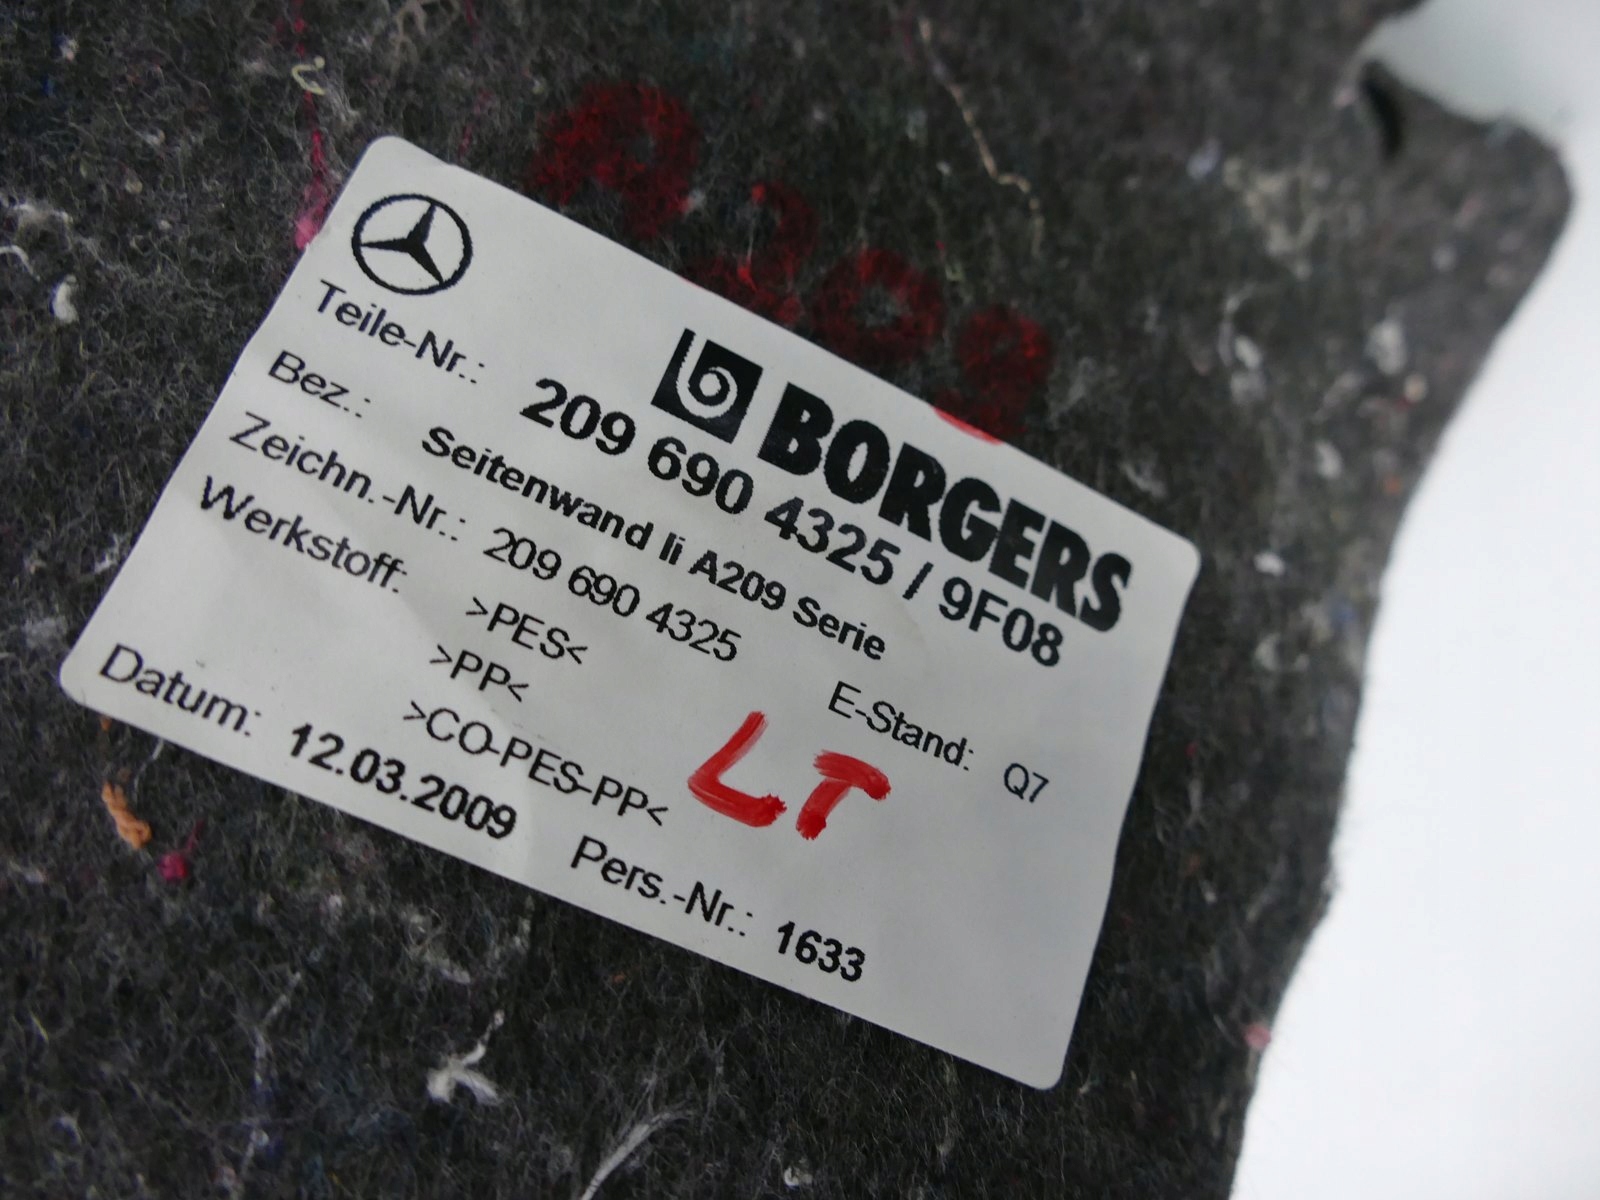 A209
BORGERS
Teile-Nr.: 209 690 4325 / 9F08
Bez.: Seitenwand li A209 Serie
Zeichn.-Nr.: 209 690 4325 E-Stand: Q7
Werkstoff: >PES<
>PP<
>CO-PES-PP<
LT
Datum: 12.03.2009 Pers.-Nr.: 1633